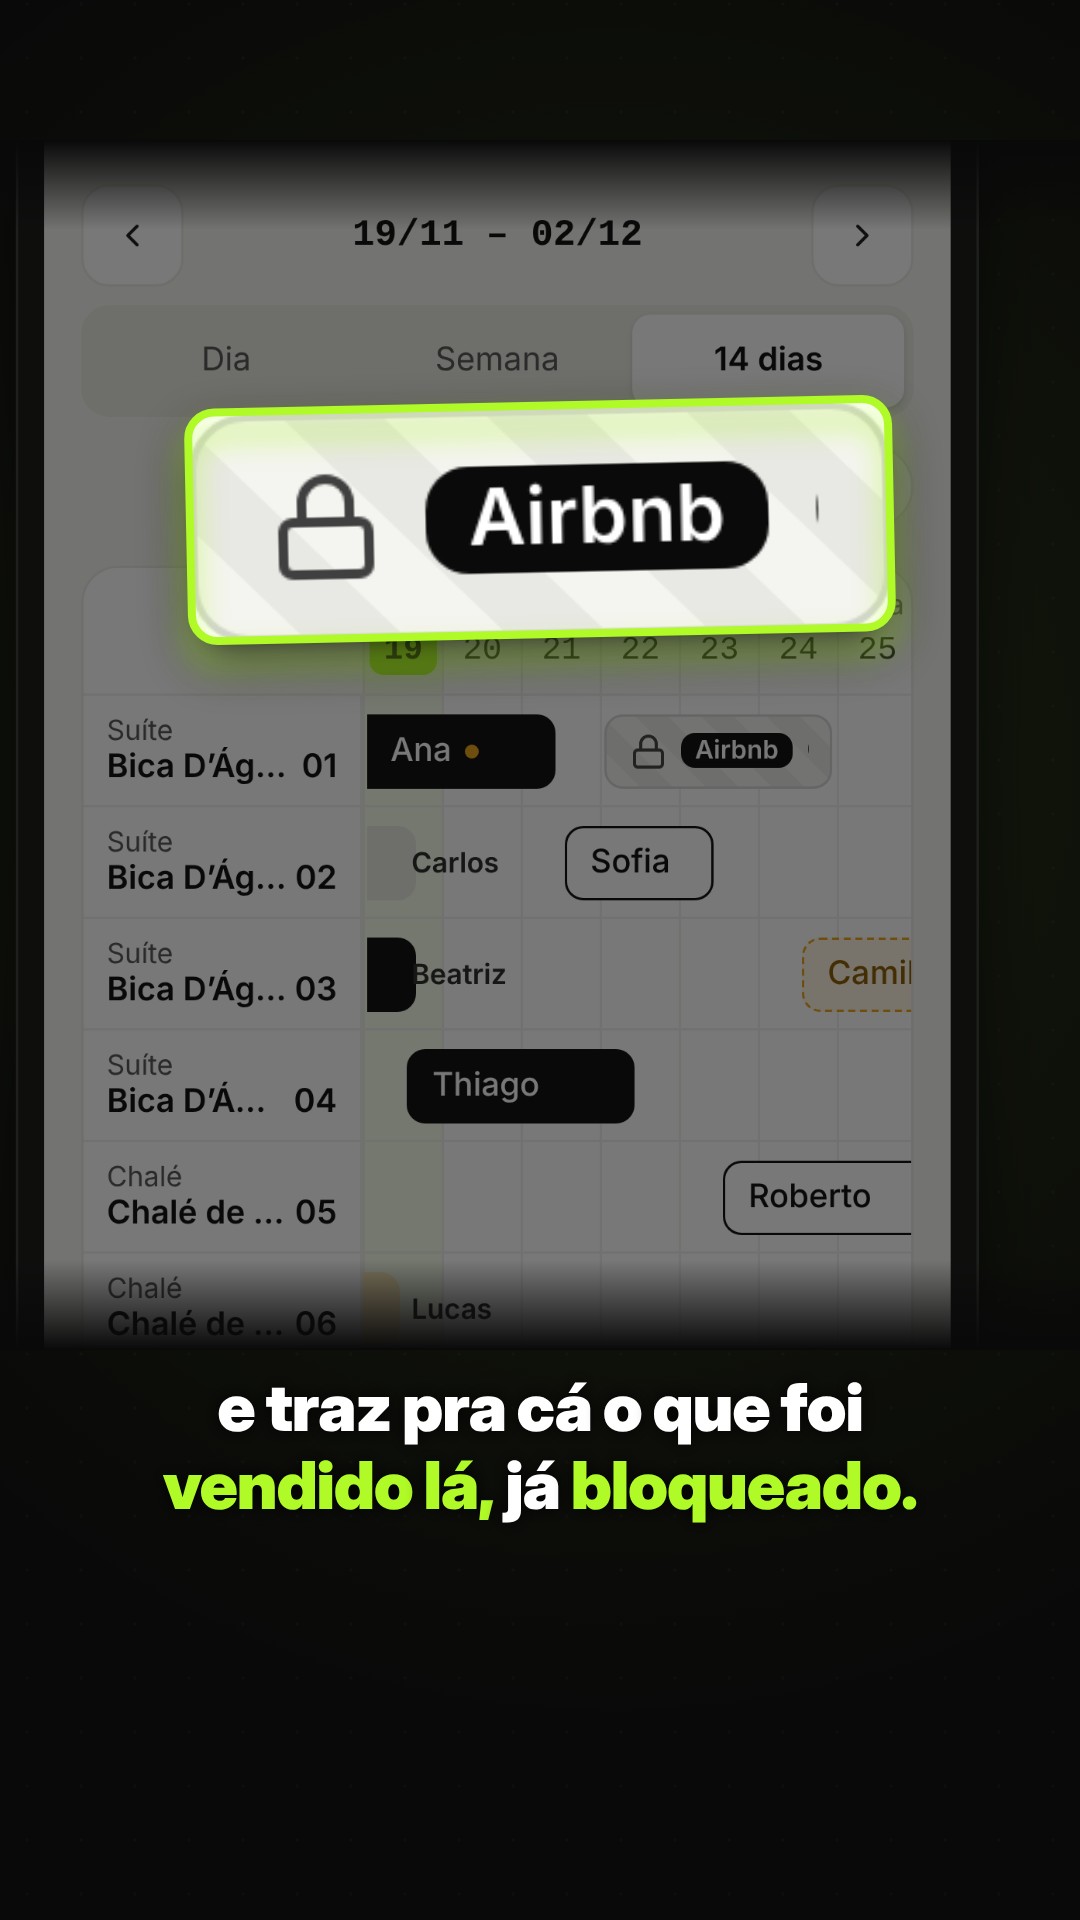 19/11 – 02/12
Dia Semana 14 dias
Airbnb
19 20 21 22 23 24 25
Suíte
Bica D’Ág... 01
Ana
Airbnb
Suíte
Bica D’Ág... 02
Carlos
Sofia
Suíte
Bica D’Ág... 03
Beatriz
Camil
Suíte
Bica D’Á... 04
Thiago
Chalé
Chalé de ... 05
Roberto
Chalé
Chalé de ... 06
Lucas
e traz pra cá o que foi
vendido lá, já bloqueado.